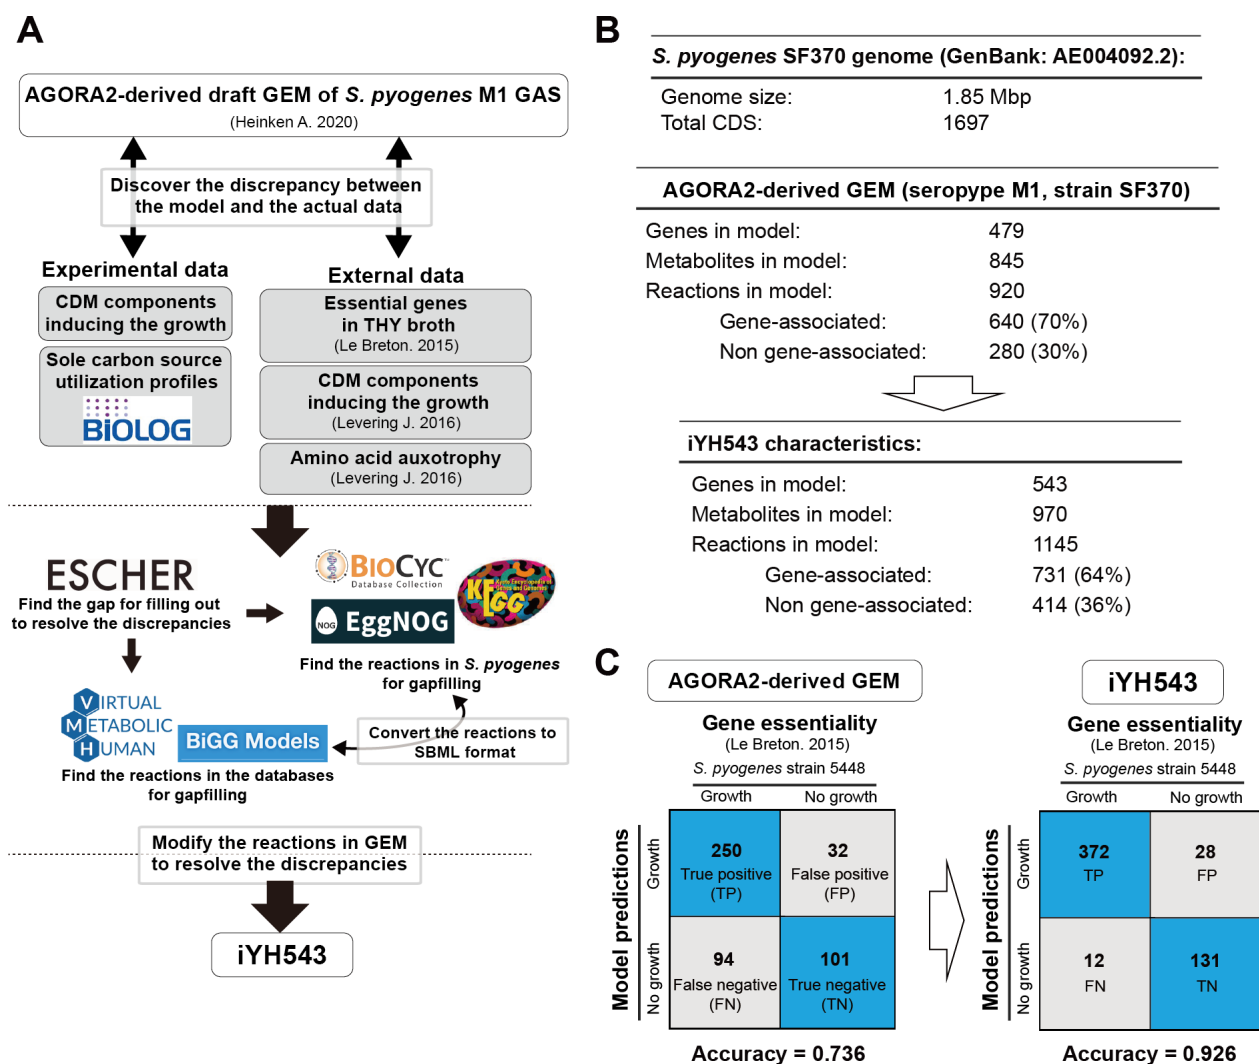 A
AGORA2-derived draft GEM of S. pyogenes M1 GAS
(Heinken A. 2020)
Discover the discrepancy between
the model and the actual data
Experimental data
CDM components
inducing the growth
Sole carbon source
utilization profiles
BiOLOG
External data
Essential genes
in THY broth
(Le Breton. 2015)
CDM components
inducing the growth
(Levering J. 2016)
Amino acid auxotrophy
(Levering J. 2016)
ESCHER
Find the gap for filling out
to resolve the discrepancies
BIOCYC
Database Collection
NOG
EggNOG
KEGG
Kyoto Encyclopedia of
Genes and Genomes
Find the reactions in S. pyogenes
for gapfilling
VIRTUAL
METABOLIC
HUMAN
BiGG Models
Convert the reactions to
SBML format
Find the reactions in the databases
for gapfilling
Modify the reactions in GEM
to resolve the discrepancies
iYH543
B
S. pyogenes SF370 genome (GenBank: AE004092.2):
Genome size: 1.85 Mbp
Total CDS: 1697
AGORA2-derived GEM (seropype M1, strain SF370)
Genes in model: 479
Metabolites in model: 845
Reactions in model: 920
Gene-associated: 640 (70%)
Non gene-associated: 280 (30%)
iYH543 characteristics:
Genes in model: 543
Metabolites in model: 970
Reactions in model: 1145
Gene-associated: 731 (64%)
Non gene-associated: 414 (36%)
C
AGORA2-derived GEM
Gene essentiality
(Le Breton. 2015)
S. pyogenes strain 5448
Growth No growth
Model predictions
Growth
No growth
250
True positive
(TP)
32
False positive
(FP)
94
False negative
(FN)
101
True negative
(TN)
Accuracy = 0.736
iYH543
Gene essentiality
(Le Breton. 2015)
S. pyogenes strain 5448
Growth No growth
Model predictions
Growth
No growth
372
TP
28
FP
12
FN
131
TN
Accuracy = 0.926